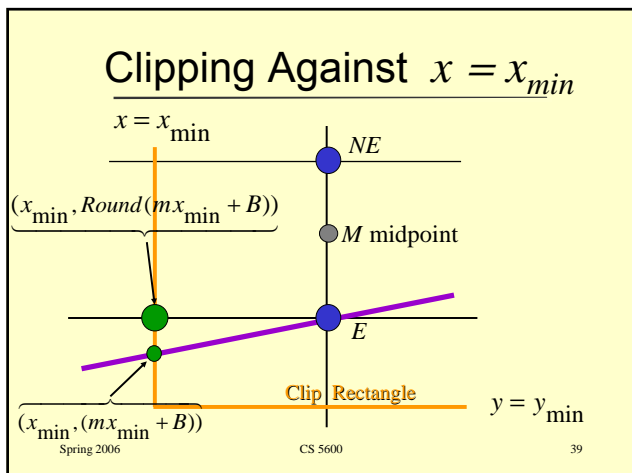 Clipping Against x = x_min
x = x_min
NE
(x_min, Round(mx_min + B))
M midpoint
E
Clip Rectangle
y = y_min
(x_min, (mx_min + B))
Spring 2006
CS 5600
39